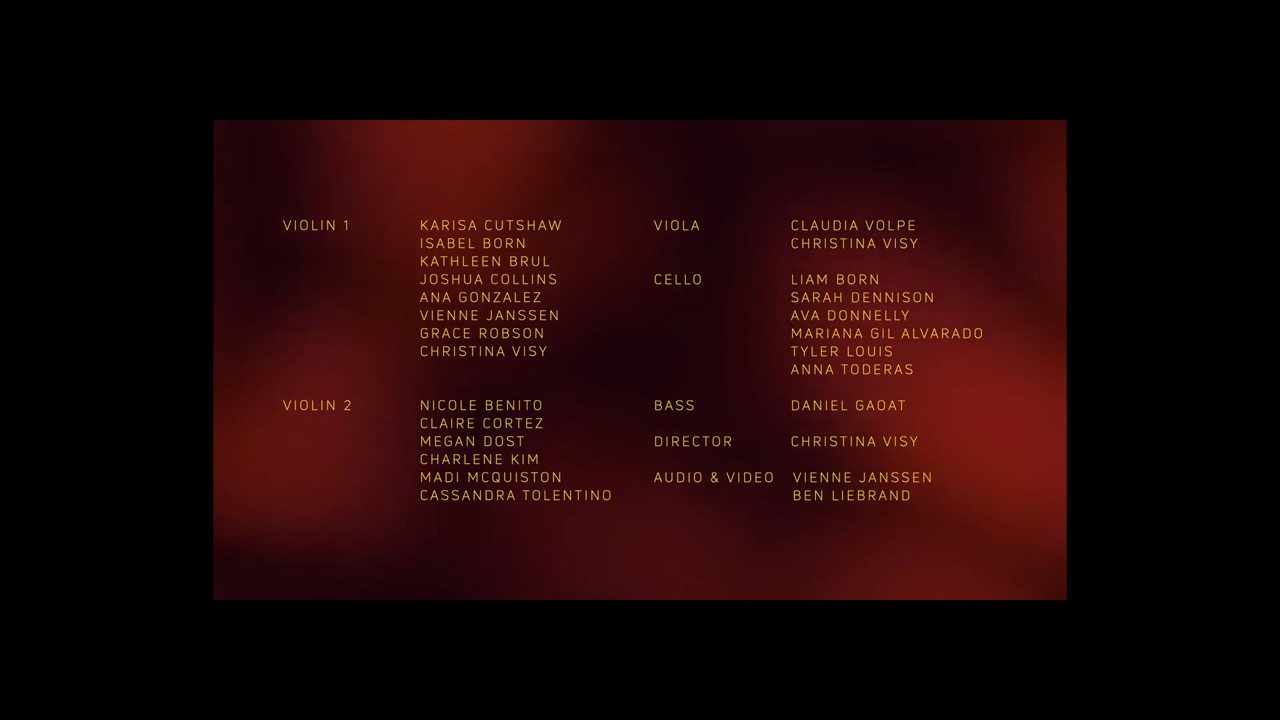 VIOLIN 1 KARISA CUTSHAW
ISABEL BORN
KATHLEEN BRUL
JOSHUA COLLINS
ANA GONZALEZ
VIENNE JANSSEN
GRACE ROBSON
CHRISTINA VISY
VIOLIN 2 NICOLE BENITO
CLAIRE CORTEZ
MEGAN DOST
CHARLENE KIM
MADI MCQUISTON
CASSANDRA TOLENTINO
VIOLA CLAUDIA VOLPE
CHRISTINA VISY
CELLO LIAM BORN
SARAH DENNISON
AVA DONNELLY
MARIANA GIL ALVARADO
TYLER LOUIS
ANNA TODERAS
BASS DANIEL GAOAT
DIRECTOR CHRISTINA VISY
AUDIO & VIDEO VIENNE JANSSEN
BEN LIEBRAND